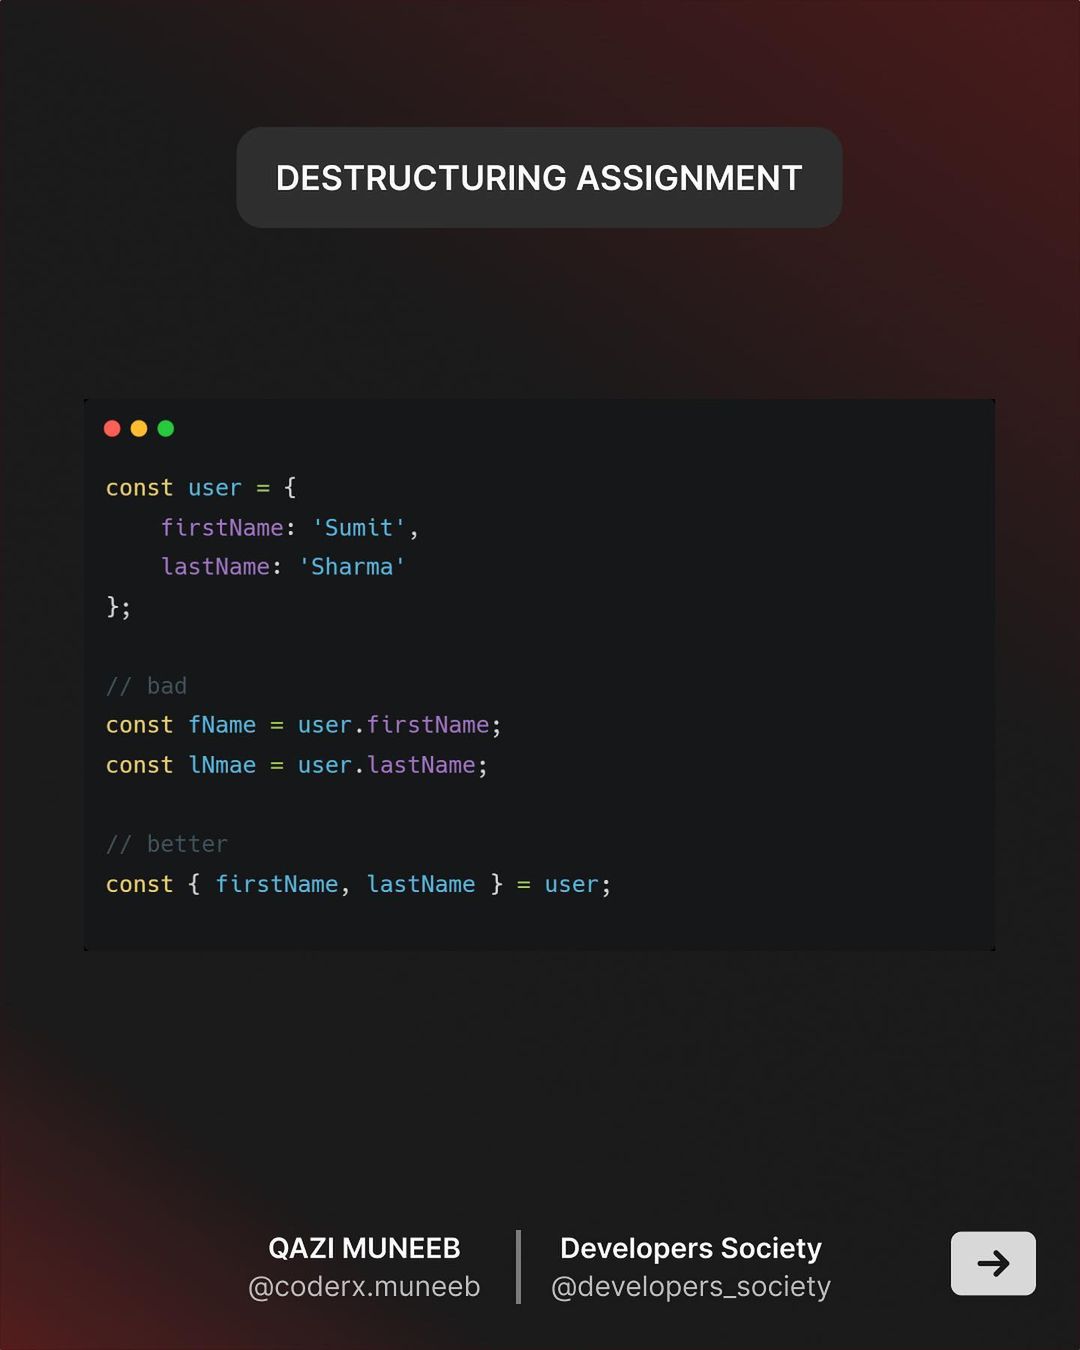 DESTRUCTURING ASSIGNMENT
const user = {
    firstName: 'Sumit',
    lastName: 'Sharma'
};
// bad
const fName = user.firstName;
const lNmae = user.lastName;
// better
const { firstName, lastName } = user;
QAZI MUNEEB
@coderx.muneeb
Developers Society
@developers_society